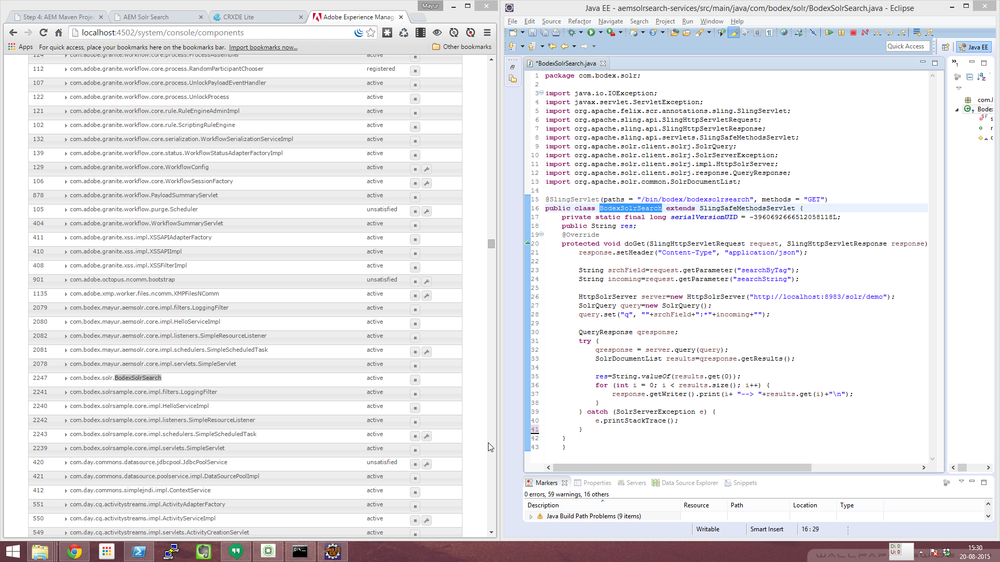 Mayur
Step 4: AEM Maven Projec
AEM Solr Search
CRXDE Lite
Adobe Experience Manag
localhost:4502/system/console/components
Apps
For quick access, place your bookmarks here on the bookmarks bar.
Import bookmarks now...
Other bookmarks
124 com.adobe.granite.workflow.core.process.ProcessAssembler active
112 com.adobe.granite.workflow.core.process.RandomParticipantChooser registered
107 com.adobe.granite.workflow.core.process.UnlockPayloadEventHandler active
122 com.adobe.granite.workflow.core.process.UnlockProcess active
121 com.adobe.granite.workflow.core.rule.RuleEngineAdminImpl active
102 com.adobe.granite.workflow.core.rule.ScriptingRuleEngine active
132 com.adobe.granite.workflow.core.serialization.WorkflowSerializationServiceImpl active
139 com.adobe.granite.workflow.core.status.WorkflowStatusAdapterFactoryImpl active
129 com.adobe.granite.workflow.core.WorkflowConfig active
106 com.adobe.granite.workflow.core.WorkflowSessionFactory active
878 com.adobe.granite.workflow.PayloadSummaryServlet active
105 com.adobe.granite.workflow.purge.Scheduler unsatisfied
404 com.adobe.granite.workflow.WorkflowSummaryServlet active
411 com.adobe.granite.xss.impl.XSSAPIAdapterFactory active
410 com.adobe.granite.xss.impl.XSSAPIImpl active
408 com.adobe.granite.xss.impl.XSSFilterImpl active
901 com.adobe.octopus.ncomm.bootstrap unsatisfied
1135 com.adobe.xmp.worker.files.ncomm.XMPFilesNComm active
2079 com.bodex.mayur.aemsolr.core.impl.filters.LoggingFilter active
2080 com.bodex.mayur.aemsolr.core.impl.HelloServiceImpl active
2082 com.bodex.mayur.aemsolr.core.impl.listeners.SimpleResourceListener active
2081 com.bodex.mayur.aemsolr.core.impl.schedulers.SimpleScheduledTask active
2078 com.bodex.mayur.aemsolr.core.impl.servlets.SimpleServlet active
2247 com.bodex.solr.BodexSolrSearch active
2241 com.bodex.solrsample.core.impl.filters.LoggingFilter active
2240 com.bodex.solrsample.core.impl.HelloServiceImpl active
2242 com.bodex.solrsample.core.impl.listeners.SimpleResourceListener active
2243 com.bodex.solrsample.core.impl.schedulers.SimpleScheduledTask active
2239 com.bodex.solrsample.core.impl.servlets.SimpleServlet active
420 com.day.commons.datasource.jdbcpool.JdbcPoolService unsatisfied
421 com.day.commons.datasource.poolservice.impl.DataSourcePoolImpl active
412 com.day.commons.simplejndi.impl.ContextService active
551 com.day.cq.activitystreams.impl.ActivityAdapterFactory active
550 com.day.cq.activitystreams.impl.ActivityServiceImpl active
549 com.day.cq.activitystreams.impl.servlets.ActivityCreationServlet active
Java EE - aemsolrsearch-services/src/main/java/com/bodex/solr/BodexSolrSearch.java - Eclipse
File Edit Source Refactor Navigate Search Project Run Window Help
Quick Access
Java EE
*BodexSolrSearch.java
1 package com.bodex.solr;
2
3 import java.io.IOException;
4 import javax.servlet.ServletException;
5 import org.apache.felix.scr.annotations.sling.SlingServlet;
6 import org.apache.sling.api.SlingHttpServletRequest;
7 import org.apache.sling.api.SlingHttpServletResponse;
8 import org.apache.sling.api.servlets.SlingSafeMethodsServlet;
9 import org.apache.solr.client.solrj.SolrQuery;
10 import org.apache.solr.client.solrj.SolrServerException;
11 import org.apache.solr.client.solrj.impl.HttpSolrServer;
12 import org.apache.solr.client.solrj.response.QueryResponse;
13 import org.apache.solr.common.SolrDocumentList;
14
15 @SlingServlet(paths = "/bin/bodex/bodexsolrsearch", methods = "GET")
16 public class BodexSolrSearch extends SlingSafeMethodsServlet {
17 private static final long serialVersionUID = -3960692666512058118L;
18 public String res;
19 @Override
20 protected void doGet(SlingHttpServletRequest request, SlingHttpServletResponse response)
21 response.setHeader("Content-Type", "application/json");
22
23 String srchField=request.getParameter("searchByTag");
24 String incoming=request.getParameter("searchString");
25
26 HttpSolrServer server=new HttpSolrServer("http://localhost:8983/solr/demo");
27 SolrQuery query=new SolrQuery();
28 query.set("q", ""+srchField+":*"+incoming+"");
29
30 QueryResponse qresponse;
31 try {
32 qresponse = server.query(query);
33 SolrDocumentList results=qresponse.getResults();
34
35 res=String.valueOf(results.get(0));
36 for (int i = 0; i < results.size(); i++) {
37 response.getWriter().print(i+ "--> "+results.get(i)+"\n");
38 }
39 } catch (SolrServerException e) {
40 e.printStackTrace();
41 }
42 }
43 }
com.l
Bode
Markers Properties Servers Data Source Explorer Snippets
0 errors, 59 warnings, 16 others
Description Resource Path Location Type
Java Build Path Problems (9 items)
Writable Smart Insert 16 : 29
D: 0
U: 0
15:30
20-08-2015